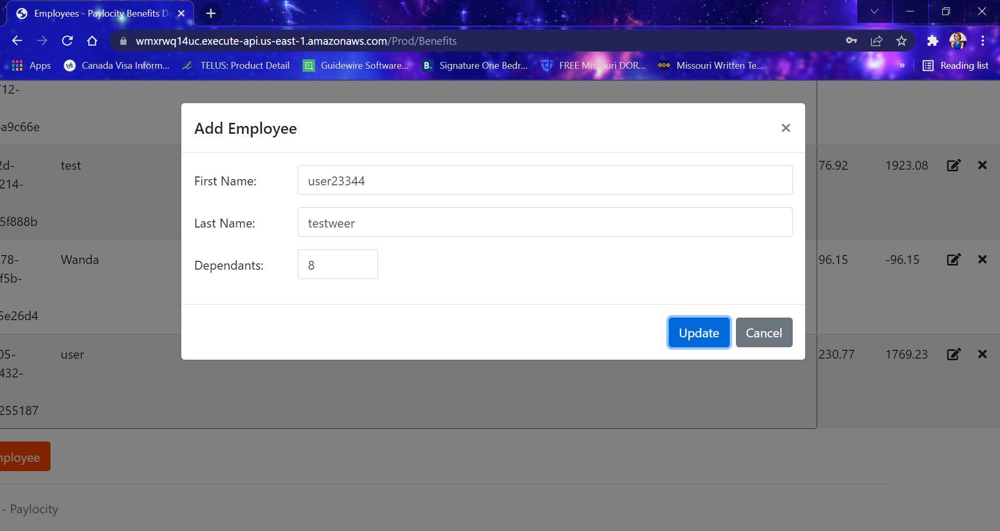 Employees - Paylocity Benefits Da
wmxrwq14uc.execute-api.us-east-1.amazonaws.com/Prod/Benefits
Apps Canada Visa Inform... TELUS: Product Detail Guidewire Software... B. Signature One Bedr... FREE Missouri DOR... Missouri Written Te... » Reading list
712-
a9c66e
Add Employee ×
First Name: user23344
Last Name: testweer
Dependants: 8
Update Cancel
2d- test 76.92 1923.08
214-
5f888b
78- Wanda 96.15 -96.15
f5b-
5e26d4
05- user 230.77 1769.23
432-
255187
mployee
- Paylocity